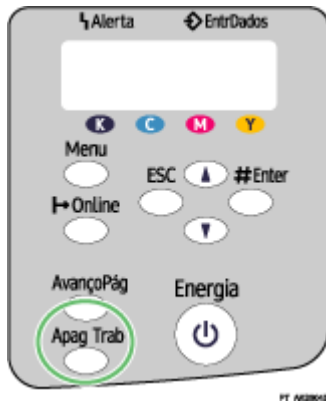 Alerta EntrDados
K C M Y
Menu
ESC #Enter
Online
AvançoPág Energia
Apag Trab